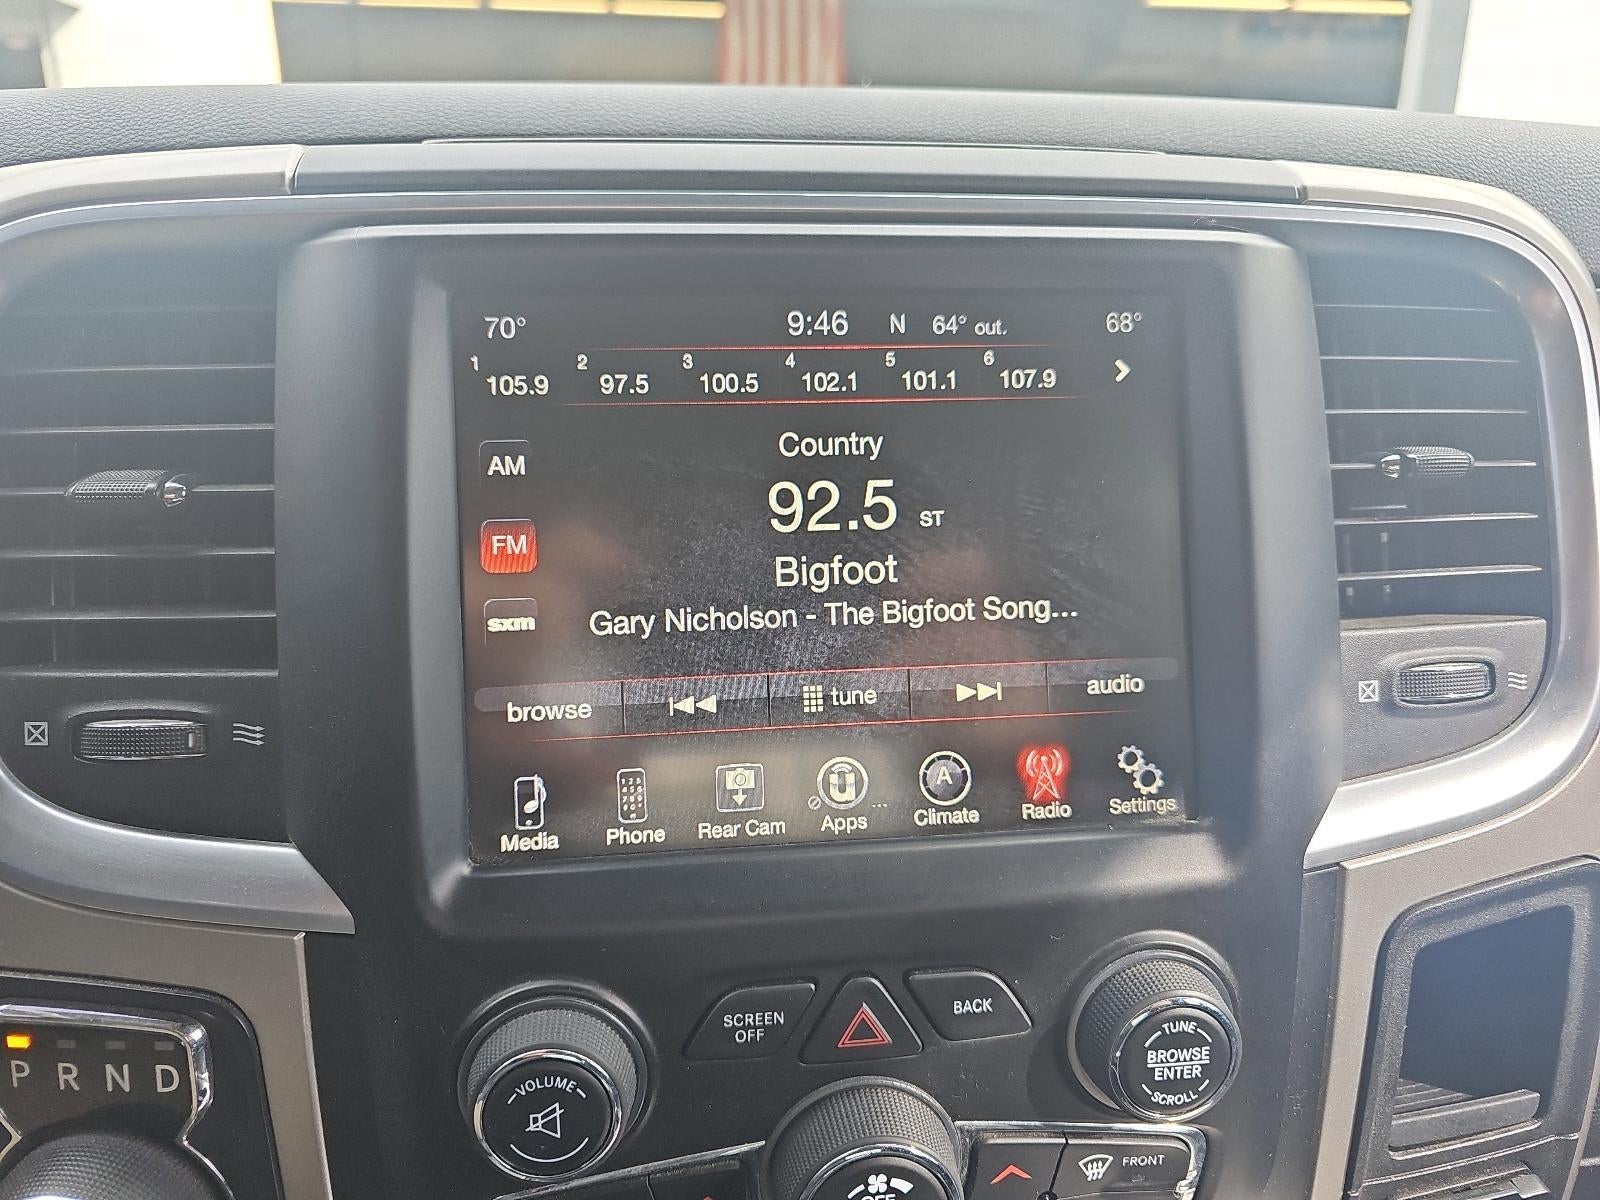 70° 9:46 N 64° out. 68°
1 105.9 2 97.5 3 100.5 4 102.1 5 101.1 6 107.9
Country
AM
92.5 ST
FM
Bigfoot
sxm
Gary Nicholson - The Bigfoot Song...
browse tune audio
Media Phone Rear Cam Apps ... A Climate Radio Settings
SCREEN OFF
BACK
P R N D
VOLUME
TUNE
BROWSE
ENTER
SCROLL
FRONT
OFF